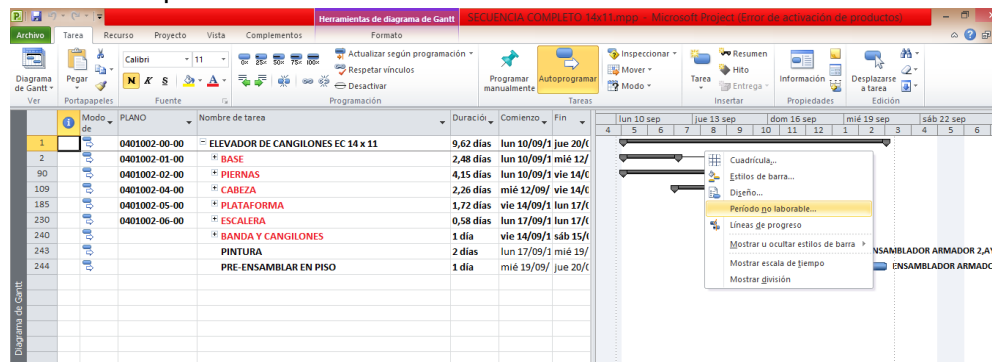 Herramientas de diagrama de Gantt SECUENCIA COMPLETO 14x11.mpp - Microsoft Project (Error de activación de productos)
Archivo Tarea Recurso Proyecto Vista Complementos Formato
Diagrama de Gantt
Ver
Pegar
Portapapeles
Calibri 11
N K S A
Fuente
0% 25% 50% 75% 100%
Actualizar según programación
Respetar vínculos
Desactivar
Programación
Programar manualmente
Autoprogramar
Inspeccionar
Mover
Modo
Tareas
Tarea
Resumen
Hito
Entrega
Insertar
Información
Propiedades
Desplazarse a tarea
Edición
Modo de PLANO Nombre de tarea Duració Comienzo Fin
lun 10 sep jue 13 sep dom 16 sep mié 19 sep sáb 22 sep
4 5 6 7 8 9 10 11 12 1 2 3 4 5 6
1 0401002-00-00 ELEVADOR DE CANGILONES EC 14 x 11 9,62 días lun 10/09/1 jue 20/0
2 0401002-01-00 BASE 2,48 días lun 10/09/1 mié 12/
90 0401002-02-00 PIERNAS 4,15 días lun 10/09/1 vie 14/0
109 0401002-04-00 CABEZA 2,26 días mié 12/09/ vie 14/0
185 0401002-05-00 PLATAFORMA 1,72 días vie 14/09/1 lun 17/0
230 0401002-06-00 ESCALERA 0,58 días lun 17/09/1 lun 17/0
240 BANDA Y CANGILONES 1 día vie 14/09/1 sáb 15/0
243 PINTURA 2 días lun 17/09/1 mié 19/
244 PRE-ENSAMBLAR EN PISO 1 día mié 19/09/ jue 20/0
Cuadrícula...
Estilos de barra...
Diseño...
Período no laborable...
Líneas de progreso
Mostrar u ocultar estilos de barra
Mostrar escala de tiempo
Mostrar división
NSAMBLADOR ARMADOR 2,AY
ENSAMBLADOR ARMADO
Diagrama de Gantt